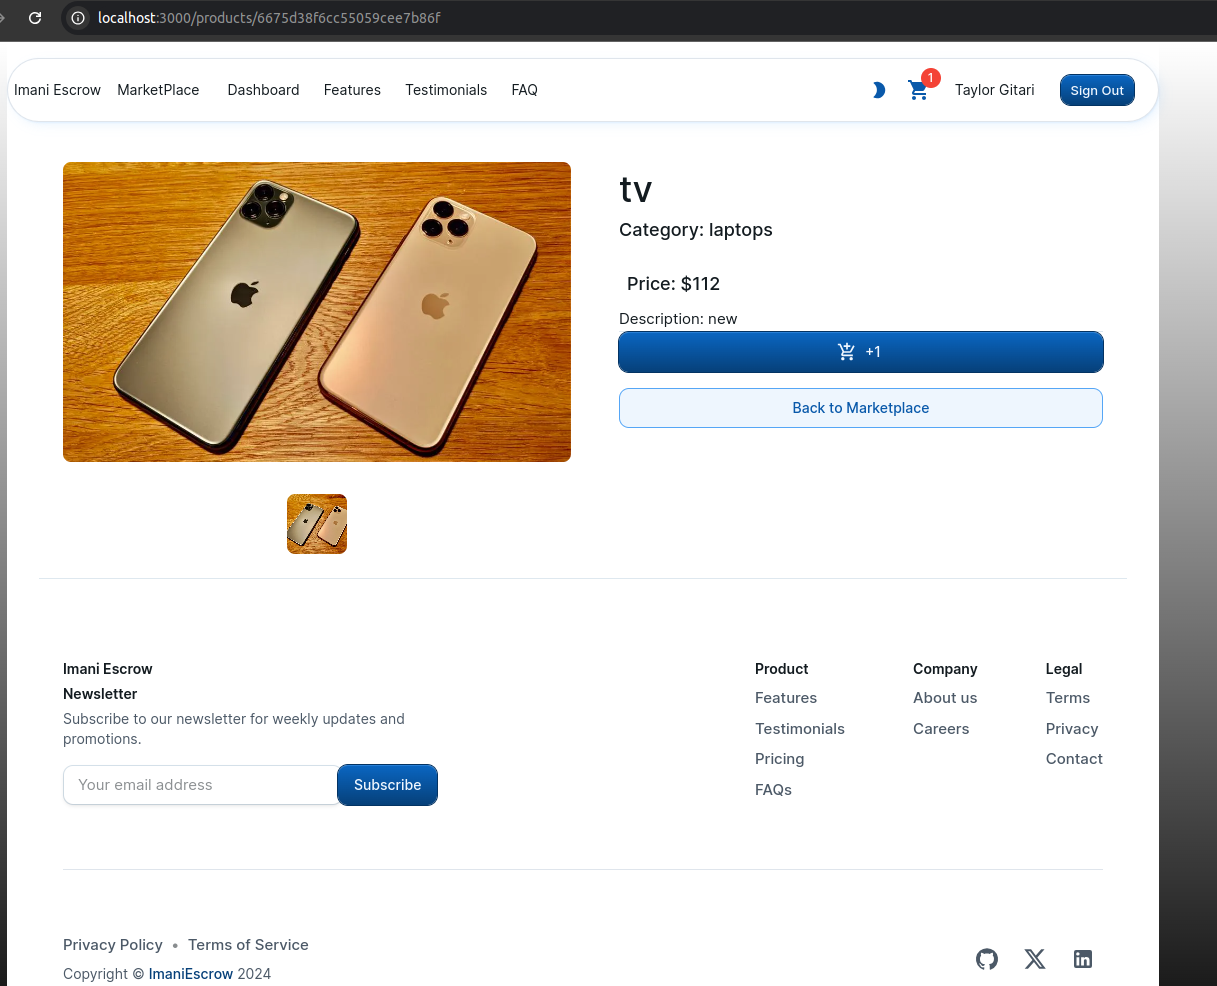 localhost:3000/products/6675d38f6cc55059cee7b86f
Imani Escrow MarketPlace Dashboard Features Testimonials FAQ 1 Taylor Gitari Sign Out
tv
Category: laptops
Price: $112
Description: new
+1
Back to Marketplace
Imani Escrow
Newsletter
Subscribe to our newsletter for weekly updates and
promotions.
Your email address Subscribe
Product
Features
Testimonials
Pricing
FAQs
Company
About us
Careers
Legal
Terms
Privacy
Contact
Privacy Policy • Terms of Service
Copyright © ImaniEscrow 2024